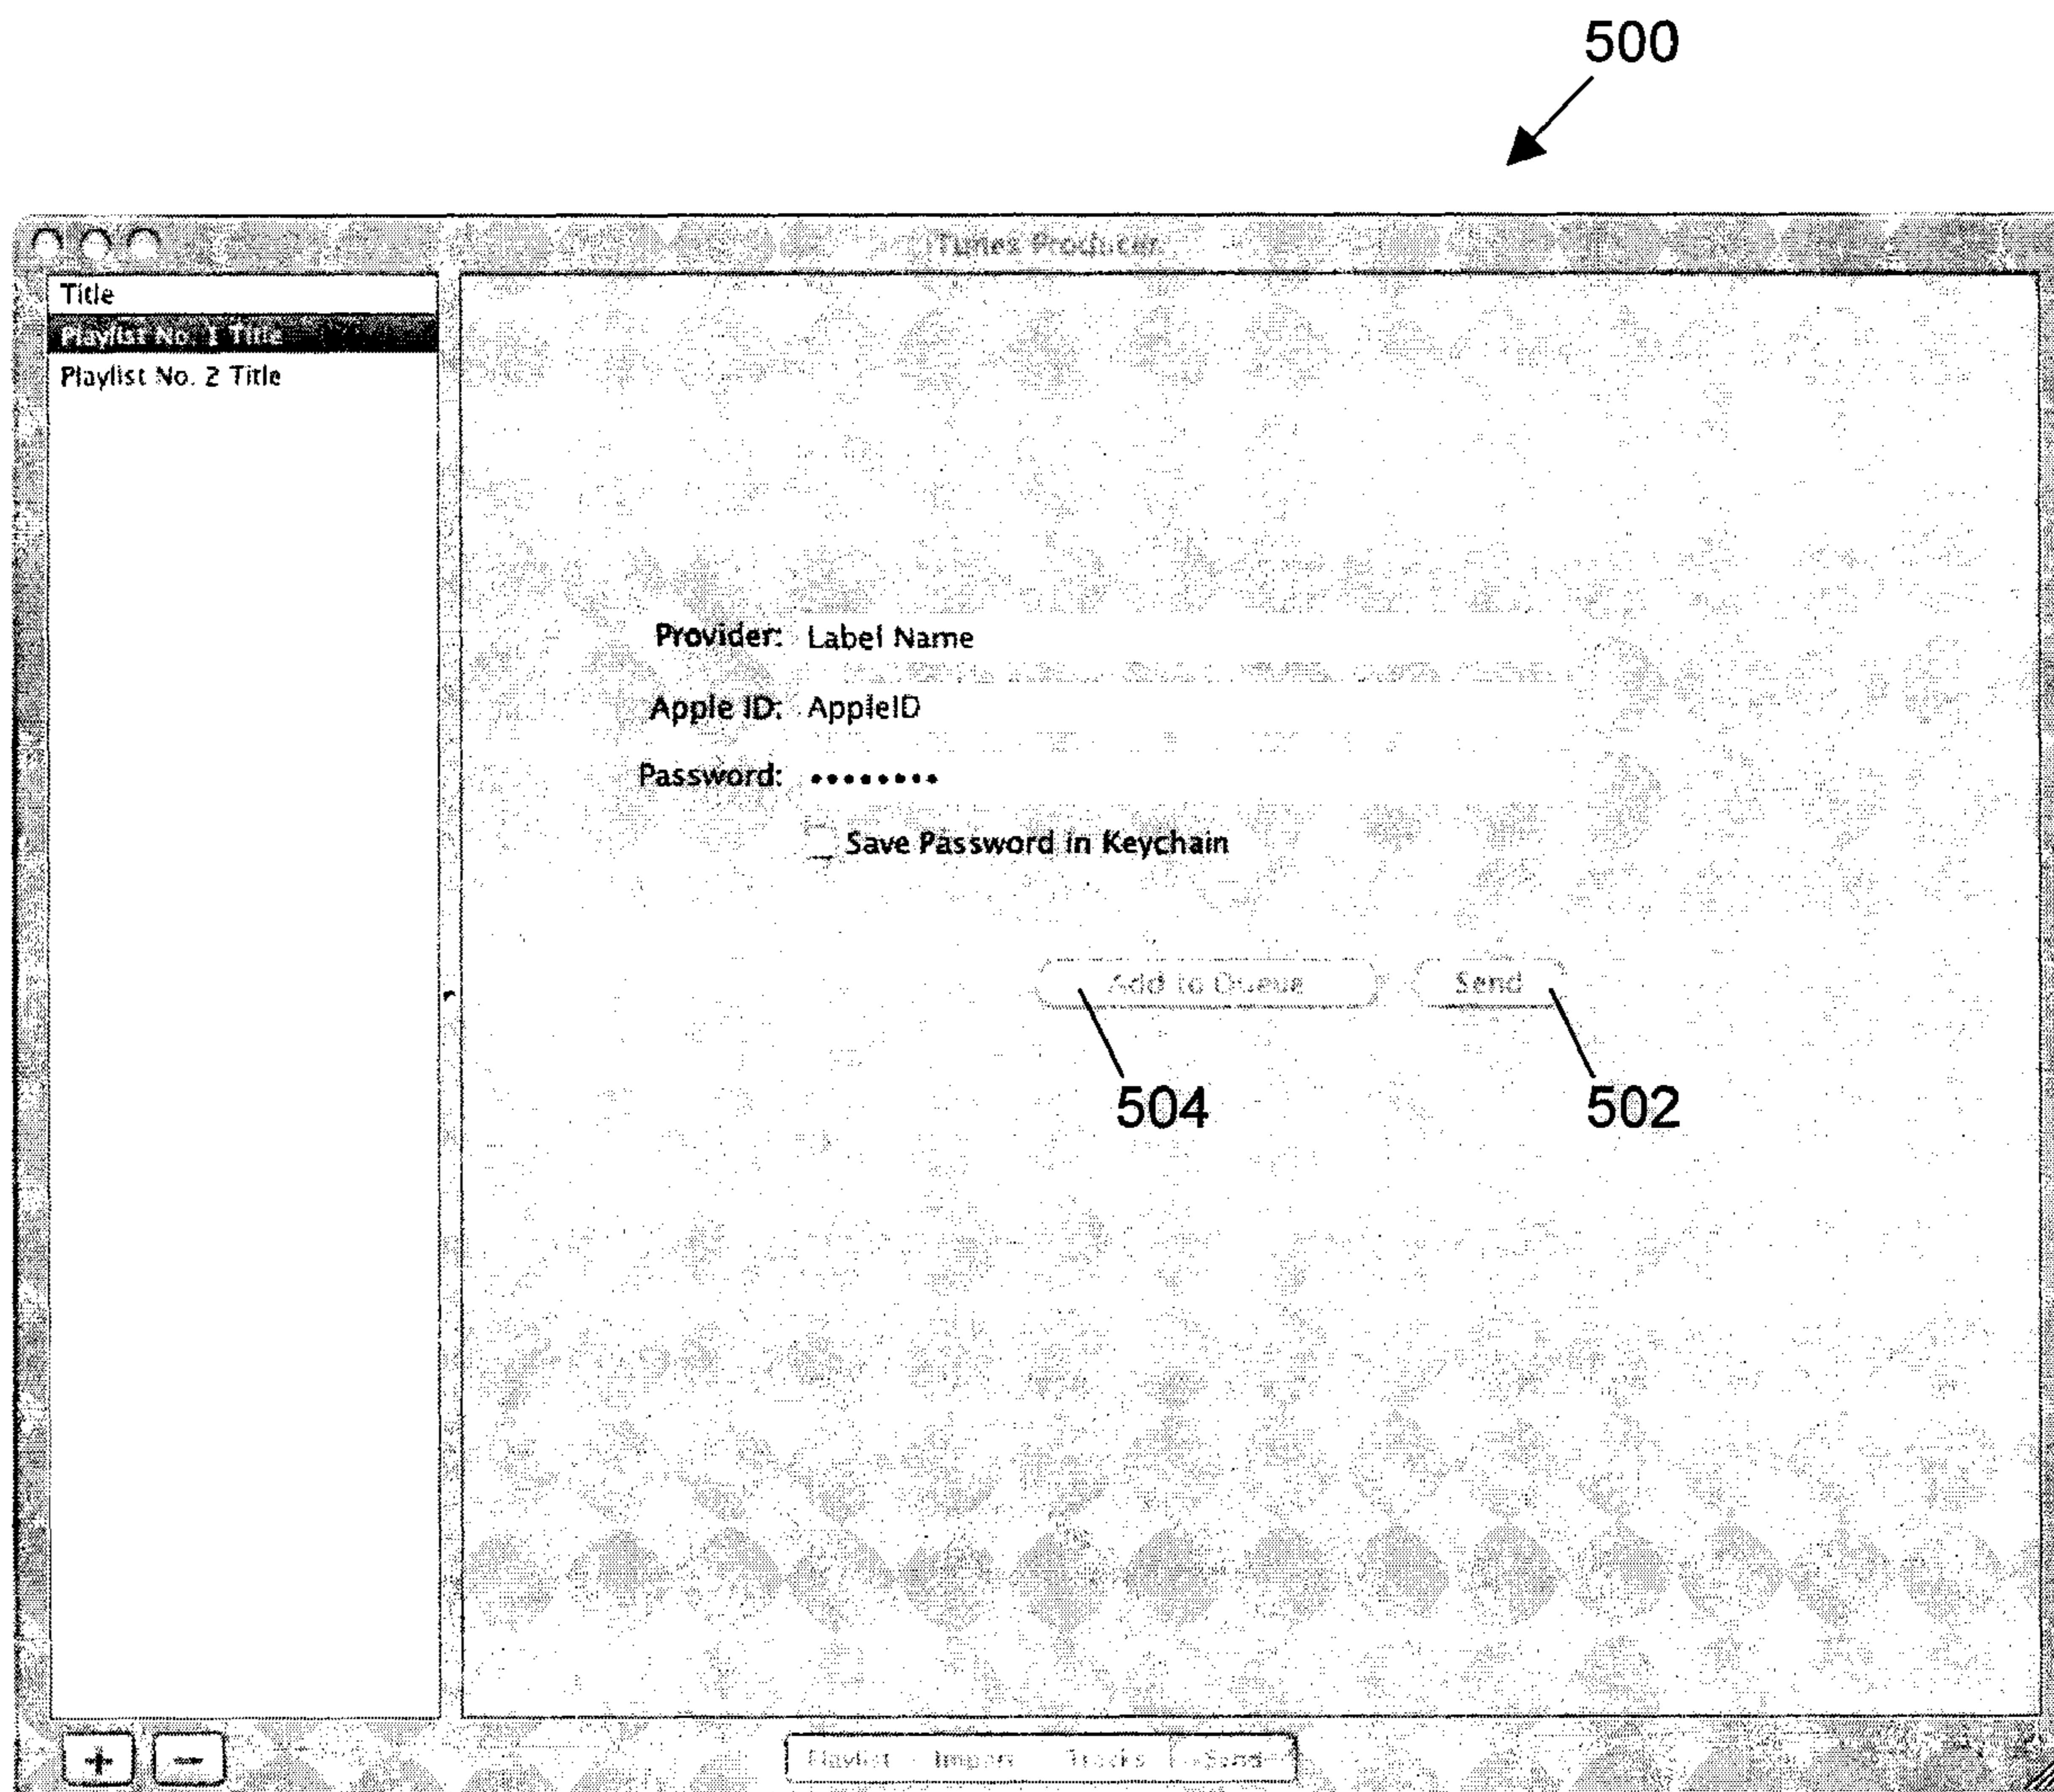 500
iTunes Producer
Title
Playlist No. 1 Title
Playlist No. 2 Title
Provider: Label Name
Apple ID: AppleID
Password: ••••••••
Save Password in Keychain
Add to Queue Send
504 502
+ −
Playlist Import Tracks Send